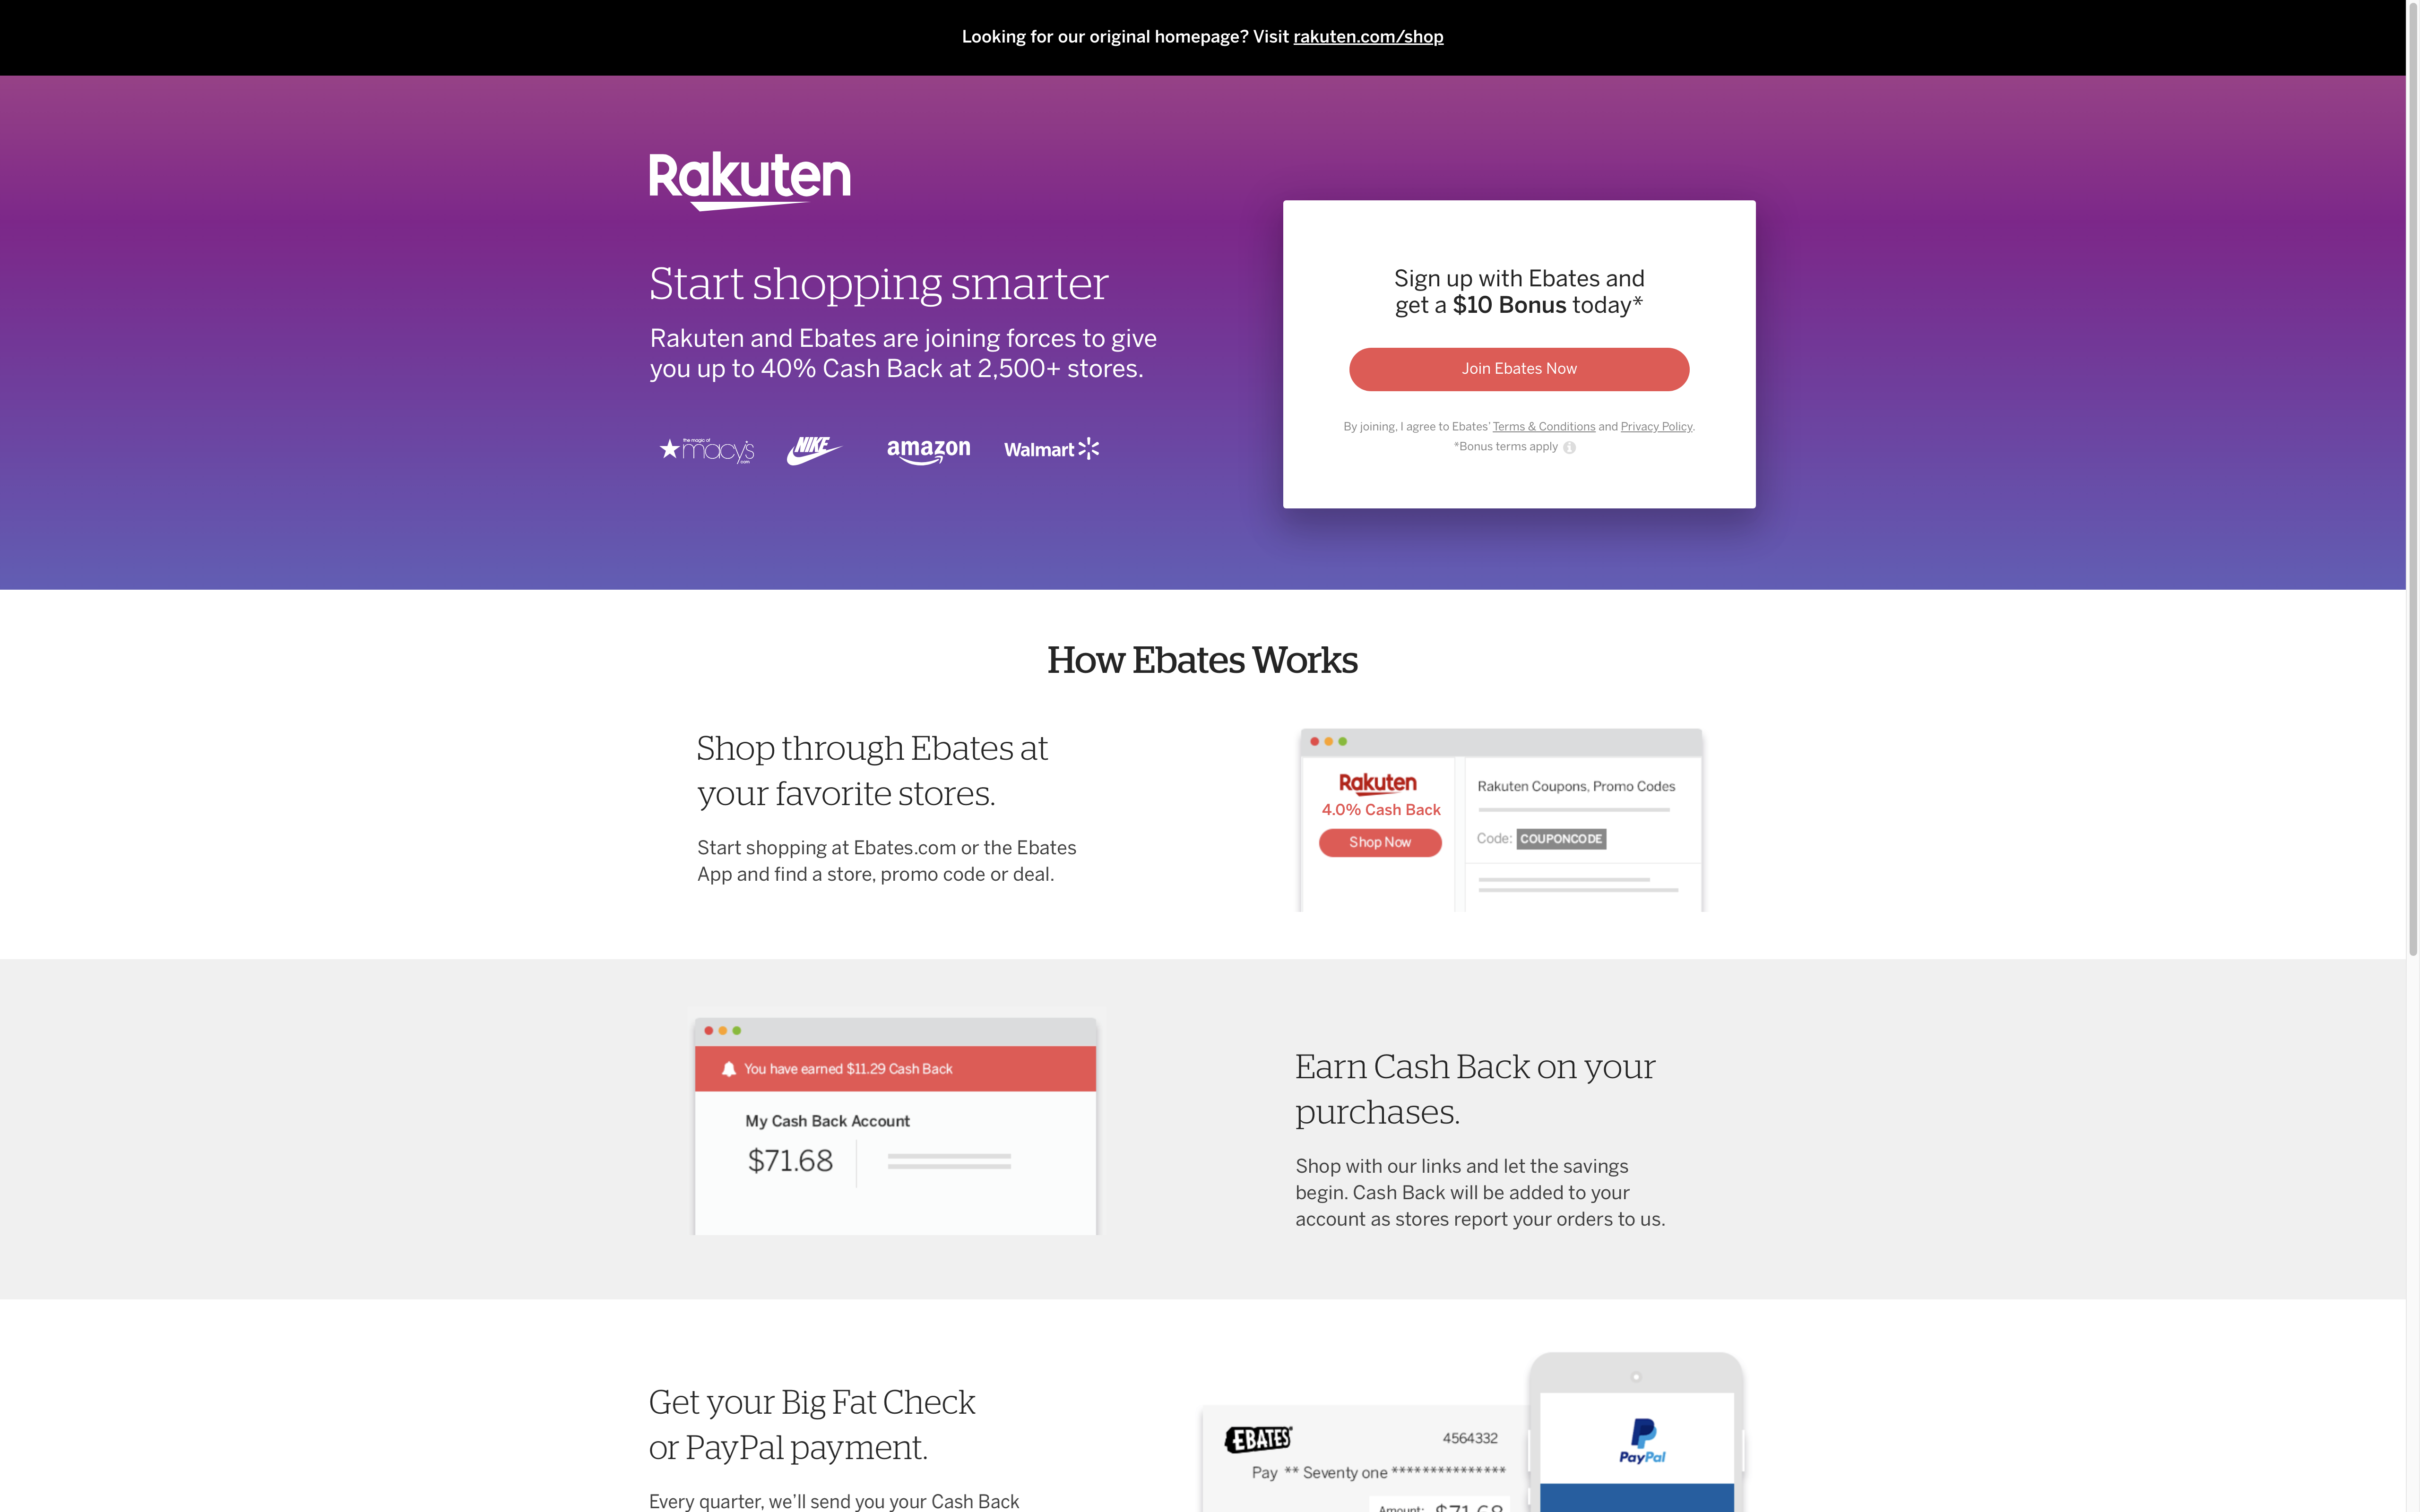 Looking for our original homepage? Visit rakuten.com/shop
Rakuten
Start shopping smarter
Rakuten and Ebates are joining forces to give
you up to 40% Cash Back at 2,500+ stores.
the magic of
macy's
.com
NIKE
amazon
Walmart
Sign up with Ebates and
get a $10 Bonus today*
Join Ebates Now
By joining, I agree to Ebates' Terms & Conditions and Privacy Policy.
*Bonus terms apply
How Ebates Works
Shop through Ebates at
your favorite stores.
Start shopping at Ebates.com or the Ebates
App and find a store, promo code or deal.
Rakuten
4.0% Cash Back
Shop Now
Rakuten Coupons, Promo Codes
Code: COUPONCODE
You have earned $11.29 Cash Back
My Cash Back Account
$71.68
Earn Cash Back on your
purchases.
Shop with our links and let the savings
begin. Cash Back will be added to your
account as stores report your orders to us.
Get your Big Fat Check
or PayPal payment.
Every quarter, we'll send you your Cash Back
EBATES
4564332
Pay ** Seventy one ***************
Amount: $71.68
PayPal